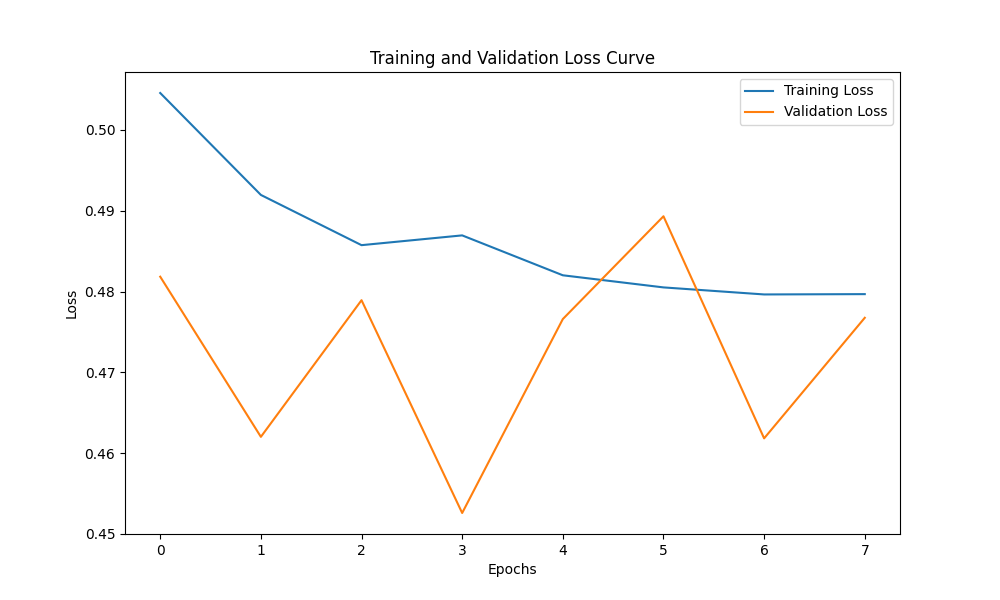 Training and Validation Loss Curve
Training Loss
Validation Loss
0.50
0.49
0.48
0.47
0.46
0.45
Loss
0 1 2 3 4 5 6 7
Epochs